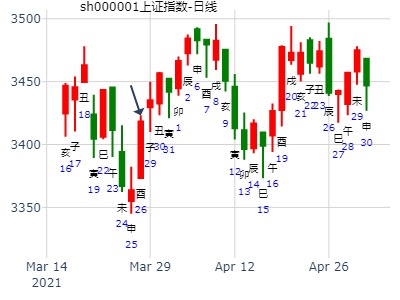 sh000001上证指数-日线
3500
3450
3400
3350
亥
16
子
17
丑
18
寅
19
巳
22
午
23
未
24
申
25
酉
26
子
29
丑
30
寅
31
卯
1
辰
2
申
6
酉
7
戌
8
亥
9
寅
12
卯
13
辰
14
巳
15
午
16
酉
19
戌
20
亥
21
子
22
丑
23
辰
26
巳
27
午
28
未
29
申
30
Mar 14
2021
Mar 29
Apr 12
Apr 26